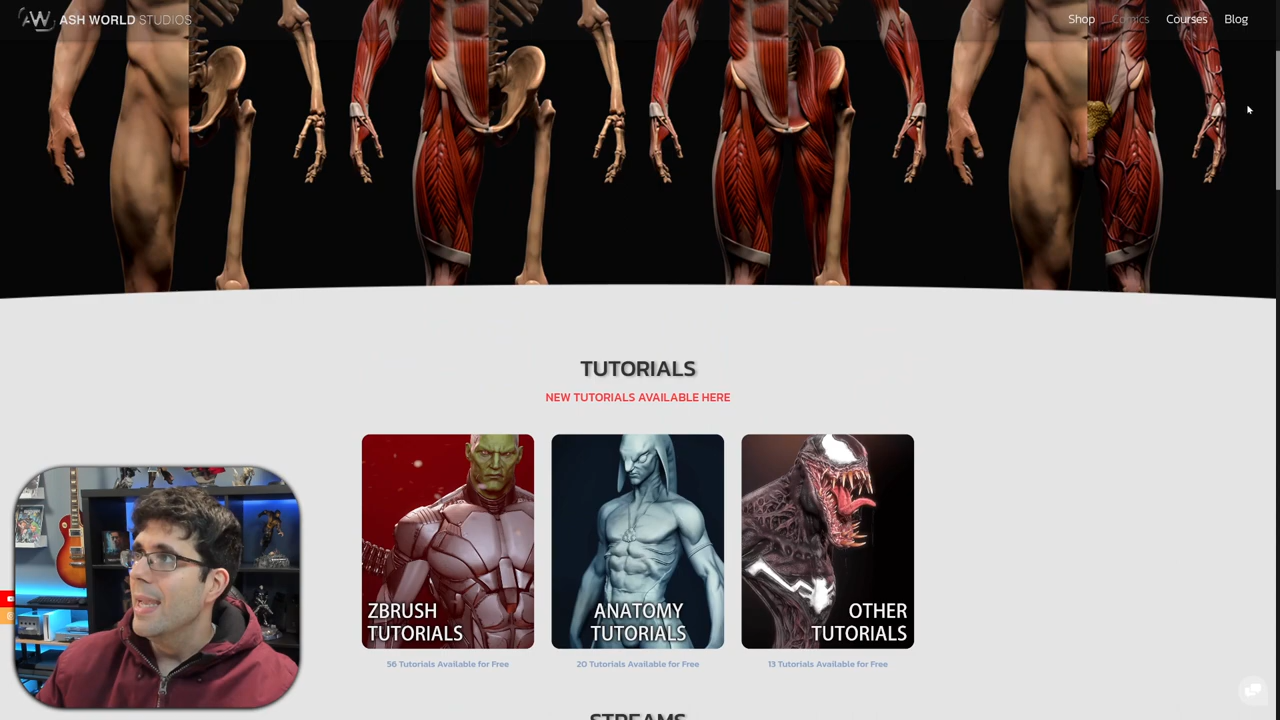 ASH WORLD STUDIOS
Shop Comics Courses Blog
TUTORIALS
NEW TUTORIALS AVAILABLE HERE
ZBRUSH
TUTORIALS
ANATOMY
TUTORIALS
OTHER
TUTORIALS
56 Tutorials Available for Free
20 Tutorials Available for Free
13 Tutorials Available for Free
STREAMS